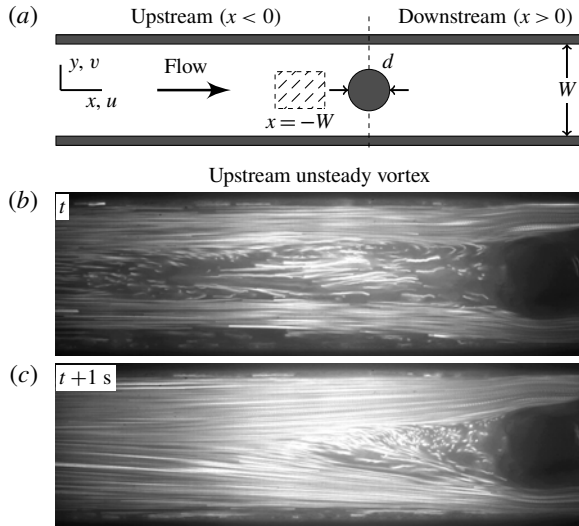 (a) Upstream (x < 0) Downstream (x > 0)
y, v
Flow
d
x, u
x = −W
W
Upstream unsteady vortex
(b) t
(c) t +1 s